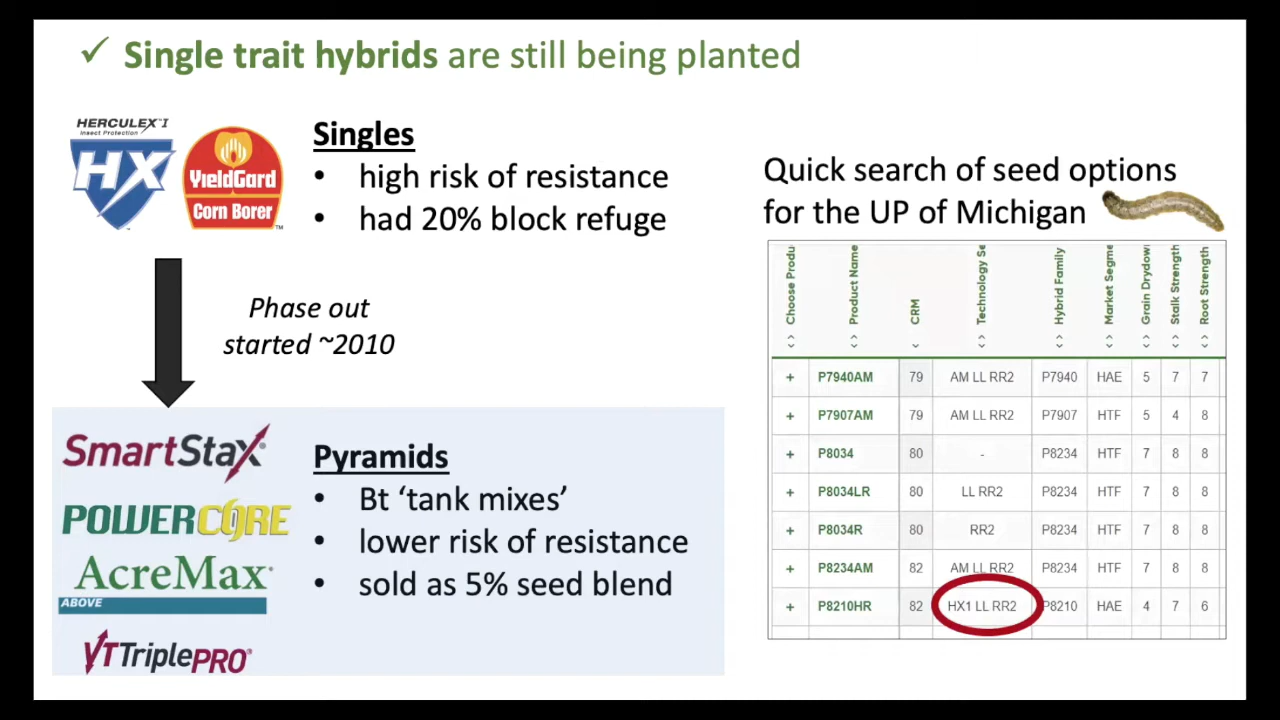 ✓ Single trait hybrids are still being planted
HERCULEX I
Insect Protection
HX
YieldGard
Corn Borer
TM
Singles
• high risk of resistance
• had 20% block refuge
Phase out
started ~2010
SmartStax®
POWERCORE
AcreMax®
ABOVE
VT Triple PRO®
Pyramids
• Bt ‘tank mixes’
• lower risk of resistance
• sold as 5% seed blend
Quick search of seed options
for the UP of Michigan
Choose Produ Product Name CRM Technology Se Hybrid Family Market Segme Grain Drydow Stalk Strength Root Strength
+ P7940AM 79 AM LL RR2 P7940 HAE 5 7 7
+ P7907AM 79 AM LL RR2 P7907 HTF 5 4 8
+ P8034 80 - P8234 HTF 7 8 8
+ P8034LR 80 LL RR2 P8234 HTF 7 8 8
+ P8034R 80 RR2 P8234 HTF 7 8 8
+ P8234AM 82 AM LL RR2 P8234 HTF 7 8 8
+ P8210HR 82 HX1 LL RR2 P8210 HAE 4 7 6